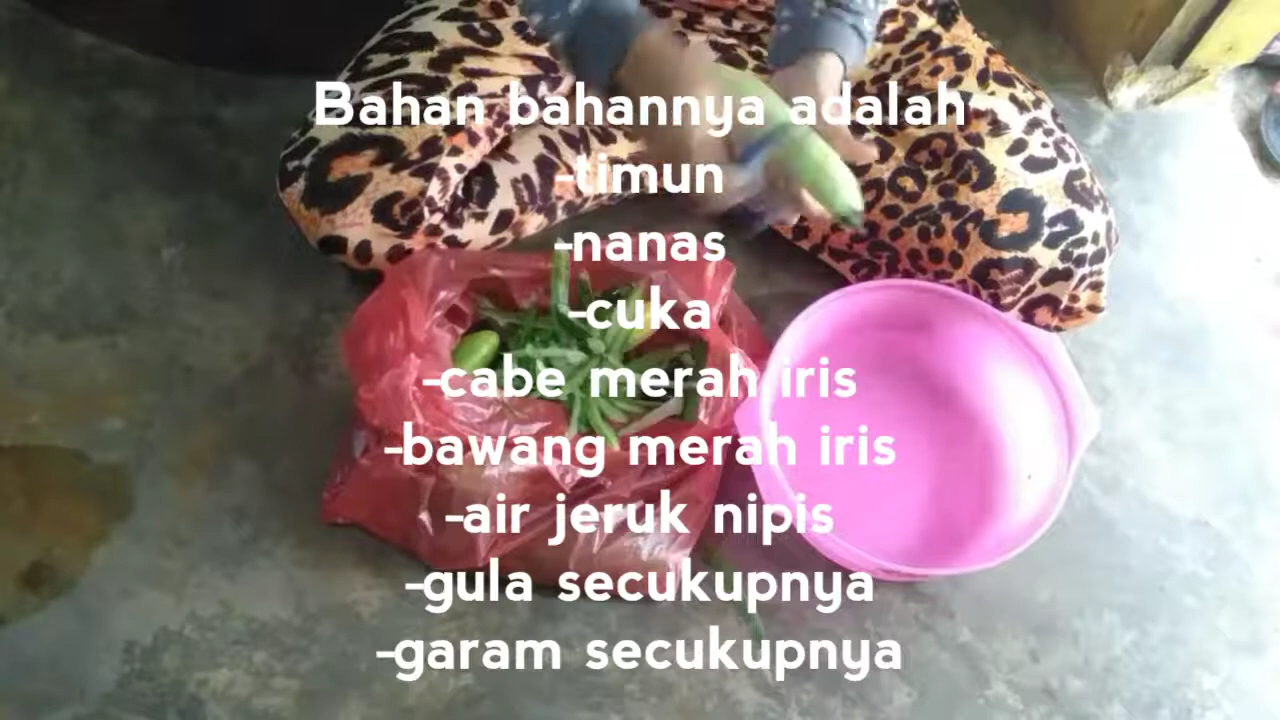 Bahan bahannya adalah
-timun
-nanas
-cuka
-cabe merah iris
-bawang merah iris
-air jeruk nipis
-gula secukupnya
-garam secukupnya